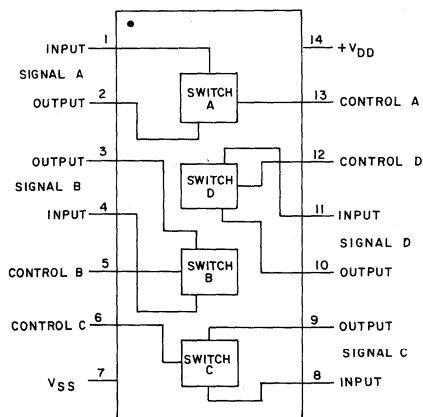 1
INPUT
SIGNAL A
OUTPUT
2
SWITCH
A
14
+VDD
13
CONTROL A
3
OUTPUT
SIGNAL B
INPUT
4
SWITCH
D
12
CONTROL D
11
INPUT
SIGNAL D
10
OUTPUT
CONTROL B
5
SWITCH
B
CONTROL C
6
SWITCH
C
9
OUTPUT
SIGNAL C
8
INPUT
VSS
7